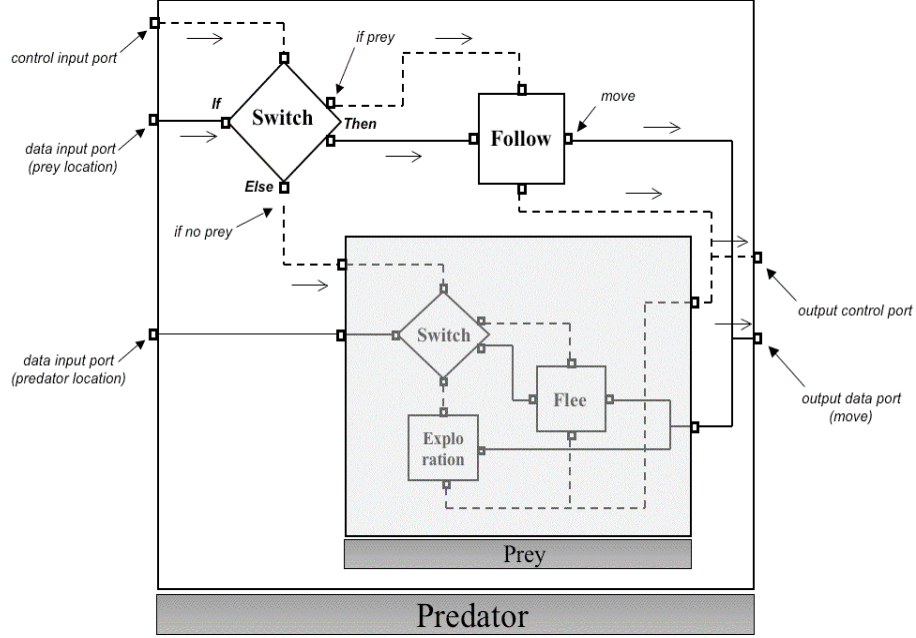 if prey
control input port
move
If
Switch
Then
Follow
data input port
(prey location)
Else
if no prey
output control port
Switch
data input port
(predator location)
Flee
output data port
(move)
Explo
ration
Prey
Predator